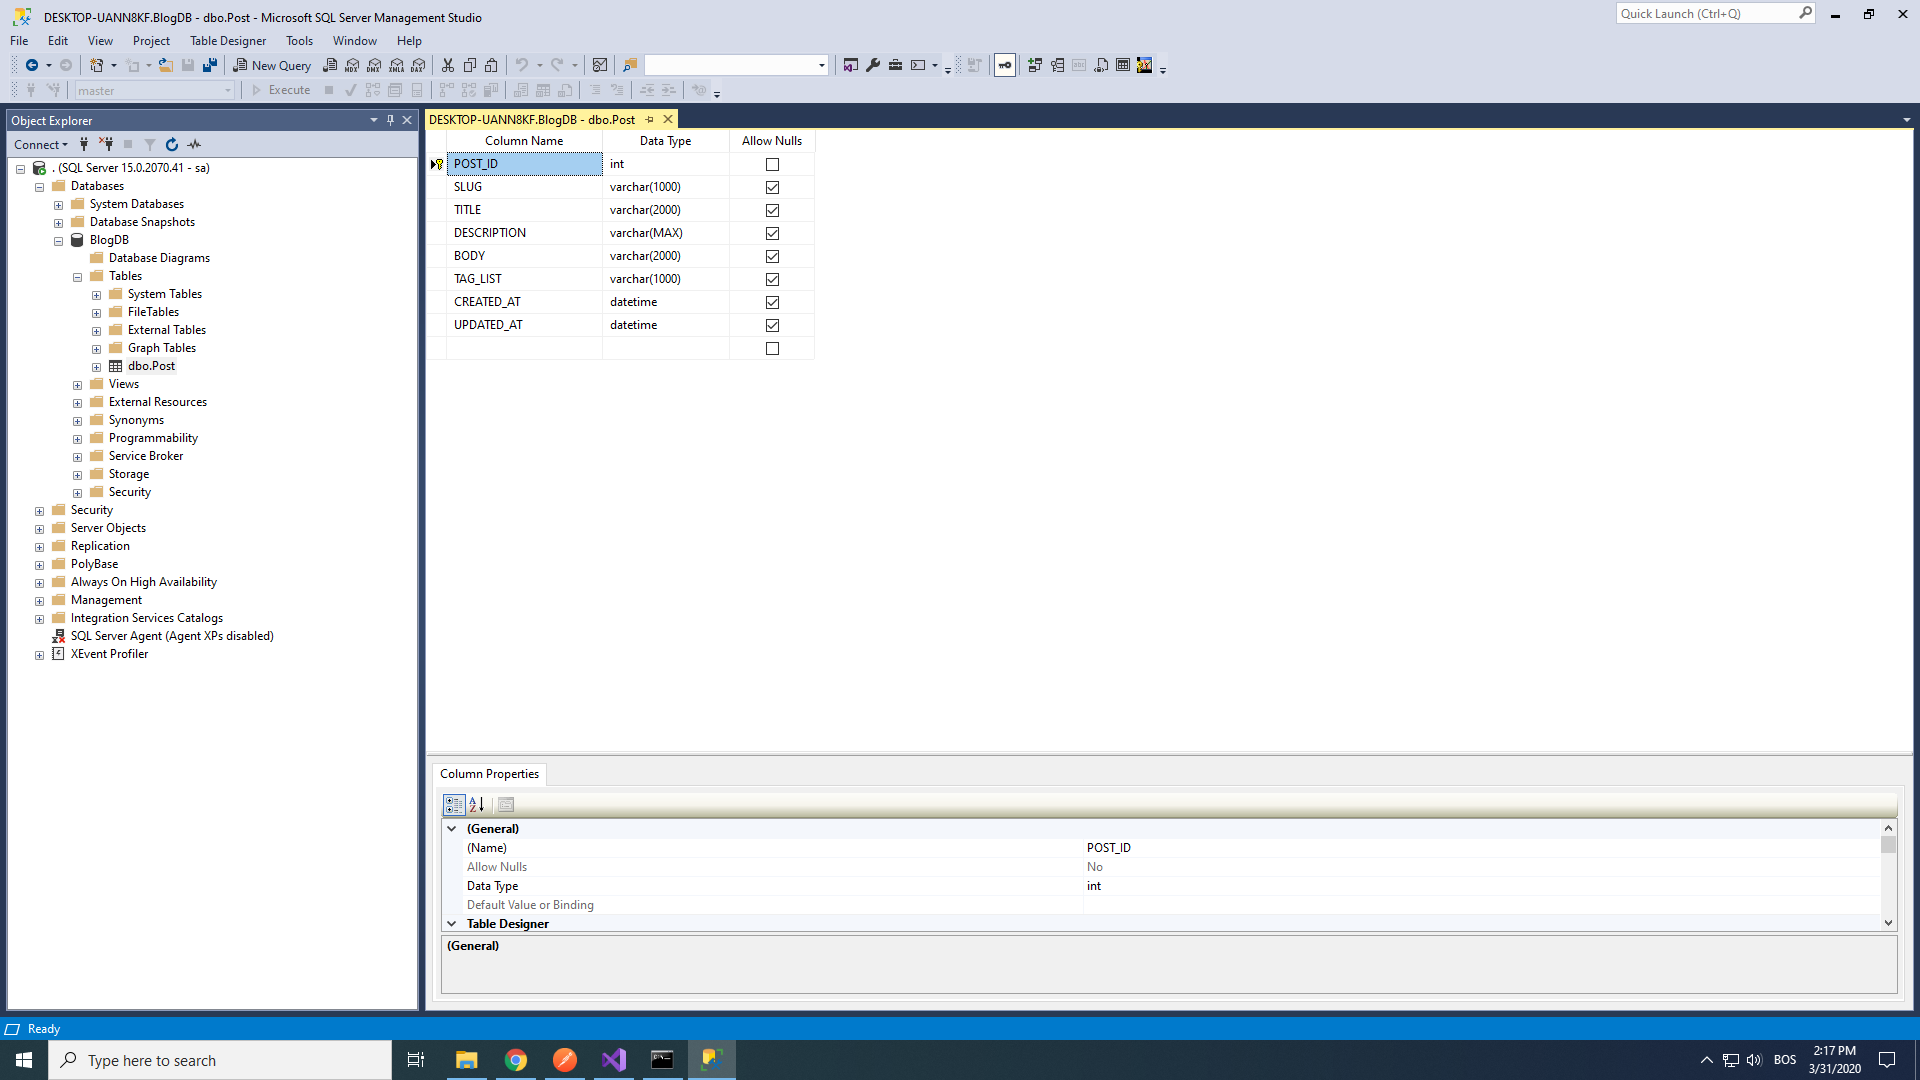 DESKTOP-UANN8KF.BlogDB - dbo.Post - Microsoft SQL Server Management Studio
Quick Launch (Ctrl+Q)
File Edit View Project Table Designer Tools Window Help
New Query
MDX DMX XMLA DAX
master
Execute
Object Explorer
Connect
. (SQL Server 15.0.2070.41 - sa)
Databases
System Databases
Database Snapshots
BlogDB
Database Diagrams
Tables
System Tables
FileTables
External Tables
Graph Tables
dbo.Post
Views
External Resources
Synonyms
Programmability
Service Broker
Storage
Security
Security
Server Objects
Replication
PolyBase
Always On High Availability
Management
Integration Services Catalogs
SQL Server Agent (Agent XPs disabled)
XEvent Profiler
DESKTOP-UANN8KF.BlogDB - dbo.Post
Column Name Data Type Allow Nulls
POST_ID int
SLUG varchar(1000)
TITLE varchar(2000)
DESCRIPTION varchar(MAX)
BODY varchar(2000)
TAG_LIST varchar(1000)
CREATED_AT datetime
UPDATED_AT datetime
Column Properties
(General)
(Name) POST_ID
Allow Nulls No
Data Type int
Default Value or Binding
Table Designer
(General)
Ready
Type here to search
BOS
2:17 PM
3/31/2020